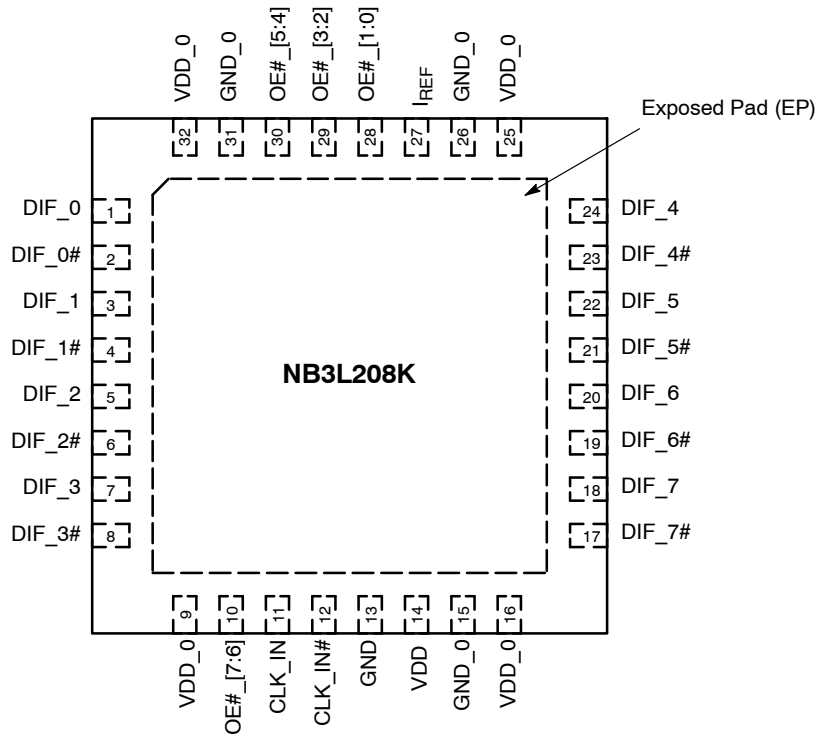 VDD_0
GND_0
OE#_[5:4]
OE#_[3:2]
OE#_[1:0]
IREF
GND_0
VDD_0
Exposed Pad (EP)
32
31
30
29
28
27
26
25
DIF_0 1
24 DIF_4
DIF_0# 2
23 DIF_4#
DIF_1 3
22 DIF_5
DIF_1# 4
21 DIF_5#
NB3L208K
DIF_2 5
20 DIF_6
DIF_2# 6
19 DIF_6#
DIF_3 7
18 DIF_7
DIF_3# 8
17 DIF_7#
9
10
11
12
13
14
15
16
VDD_0
OE#_[7:6]
CLK_IN
CLK_IN#
GND
VDD
GND_0
VDD_0